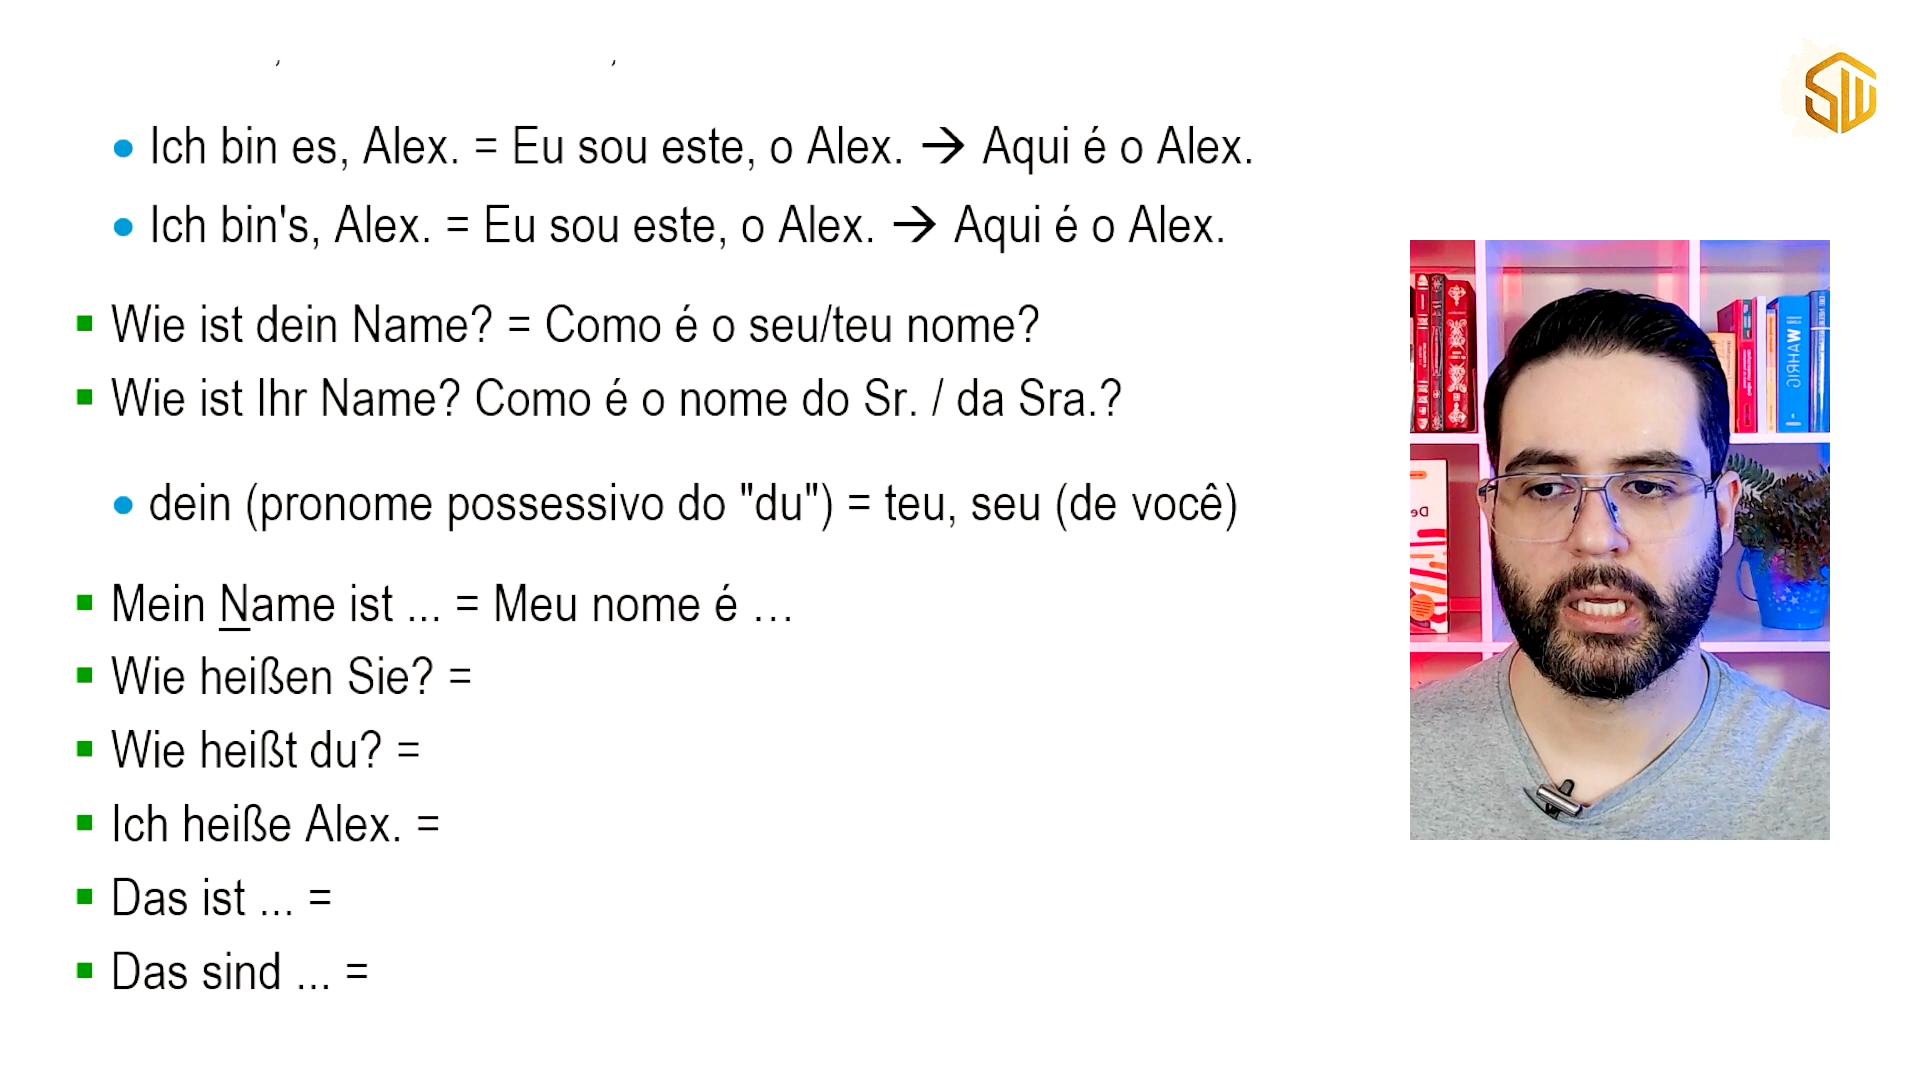 Ich bin es, Alex. = Eu sou este, o Alex. → Aqui é o Alex.
Ich bin's, Alex. = Eu sou este, o Alex. → Aqui é o Alex.
Wie ist dein Name? = Como é o seu/teu nome?
Wie ist Ihr Name? Como é o nome do Sr. / da Sra.?
dein (pronome possessivo do "du") = teu, seu (de você)
Mein Name ist ... = Meu nome é …
Wie heißen Sie? =
Wie heißt du? =
Ich heiße Alex. =
Das ist ... =
Das sind ... =